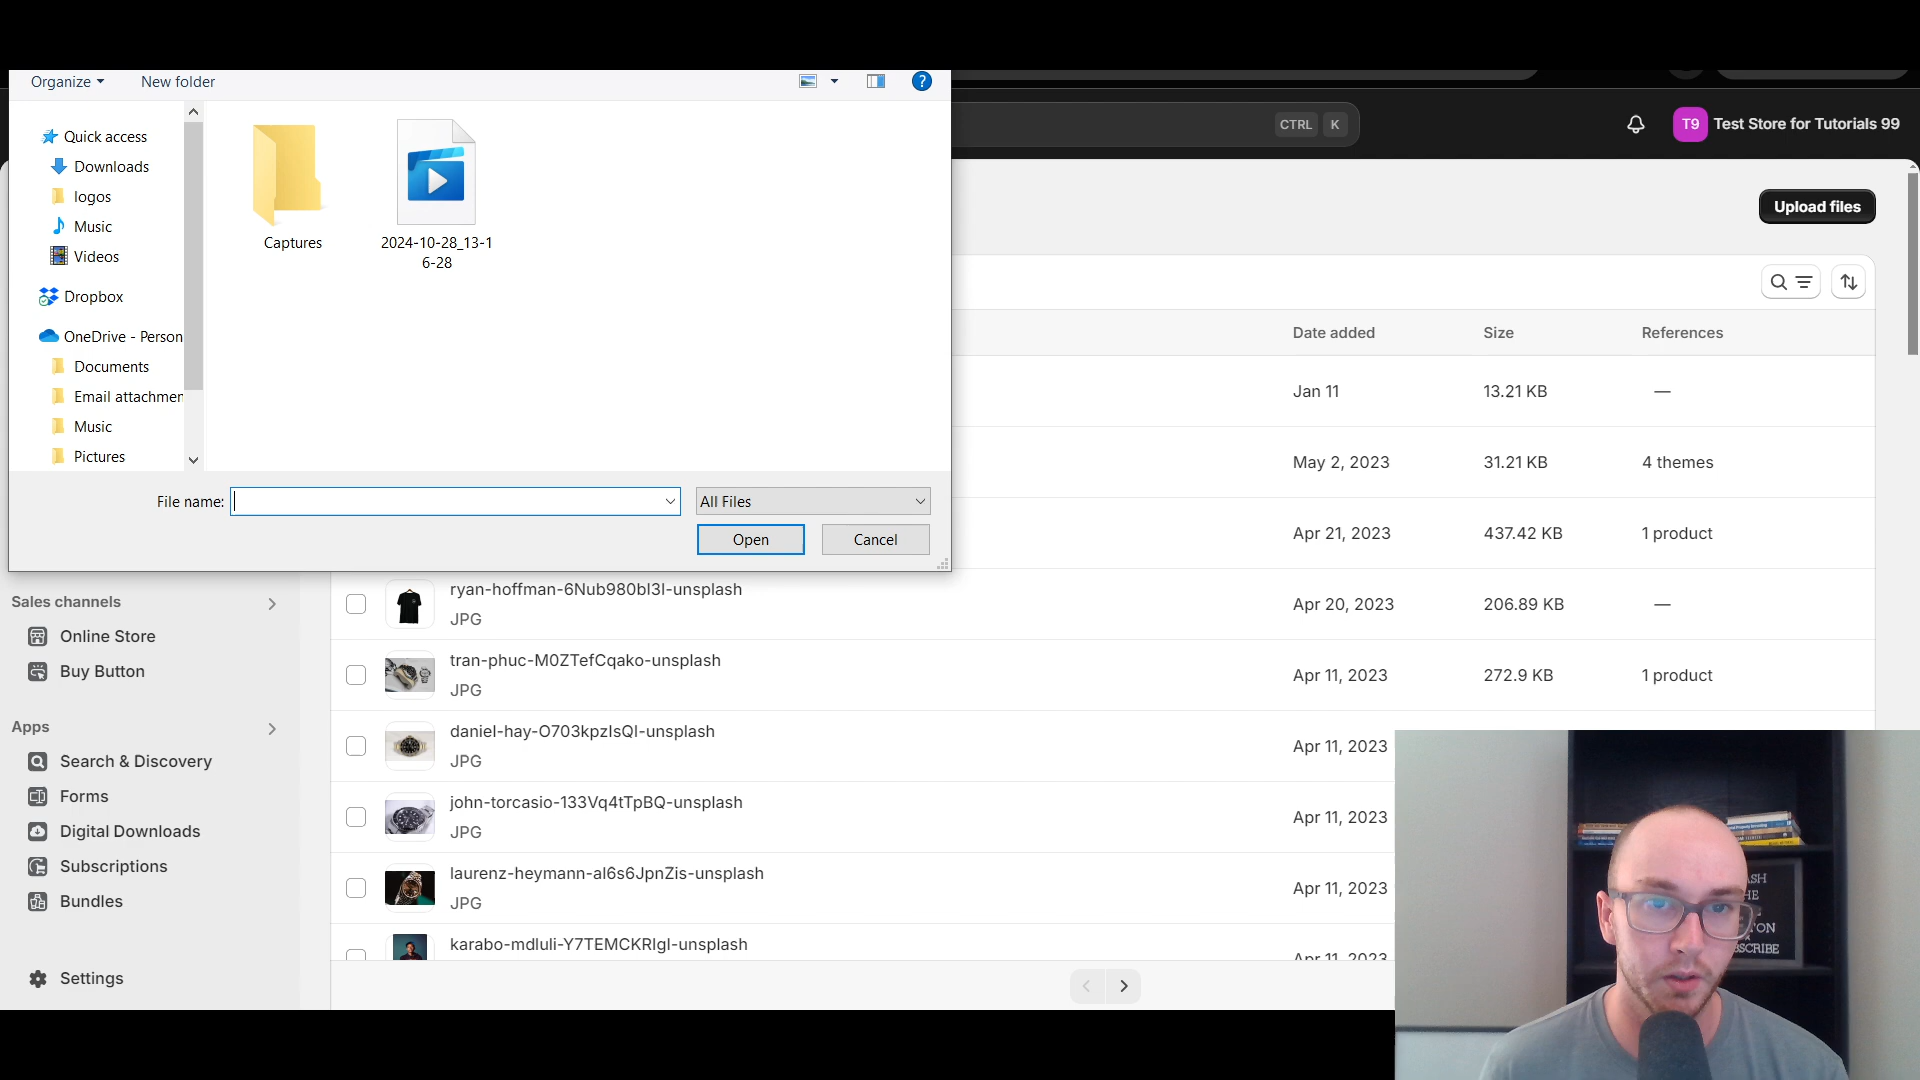 Organize
New folder
?
CTRL K
T9 Test Store for Tutorials 99
Quick access
Downloads
logos
Music
Videos
Dropbox
OneDrive - Person
Documents
Email attachmen
Music
Pictures
Captures
2024-10-28_13-1
6-28
File name:
All Files
Open
Cancel
Upload files
Date added
Size
References
Jan 11
13.21 KB
—
May 2, 2023
31.21 KB
4 themes
Apr 21, 2023
437.42 KB
1 product
Sales channels
Online Store
Buy Button
Apps
Search & Discovery
Forms
Digital Downloads
Subscriptions
Bundles
Settings
ryan-hoffman-6Nub980bI3I-unsplash
JPG
Apr 20, 2023
206.89 KB
—
tran-phuc-M0ZTefCqako-unsplash
JPG
Apr 11, 2023
272.9 KB
1 product
daniel-hay-O703kpzIsQI-unsplash
JPG
Apr 11, 2023
john-torcasio-133Vq4tTpBQ-unsplash
JPG
Apr 11, 2023
laurenz-heymann-al6s6JpnZis-unsplash
JPG
Apr 11, 2023
karabo-mdluli-Y7TEMCKRIgI-unsplash
Apr 11, 2023